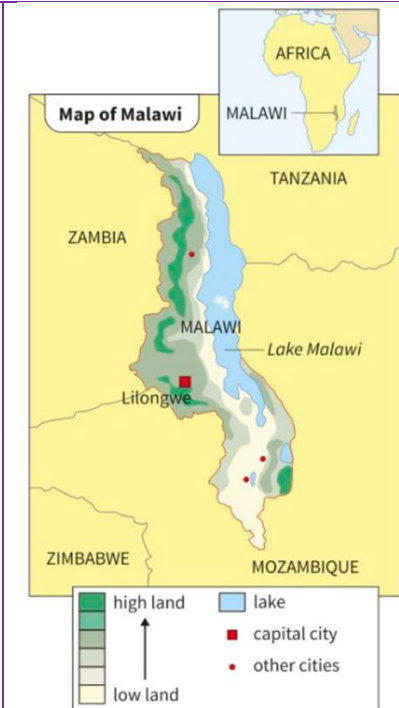 AFRICA
MALAWI
Map of Malawi
TANZANIA
ZAMBIA
MALAWI
Lake Malawi
Lilongwe
ZIMBABWE
MOZAMBIQUE
high land
lake
capital city
other cities
low land